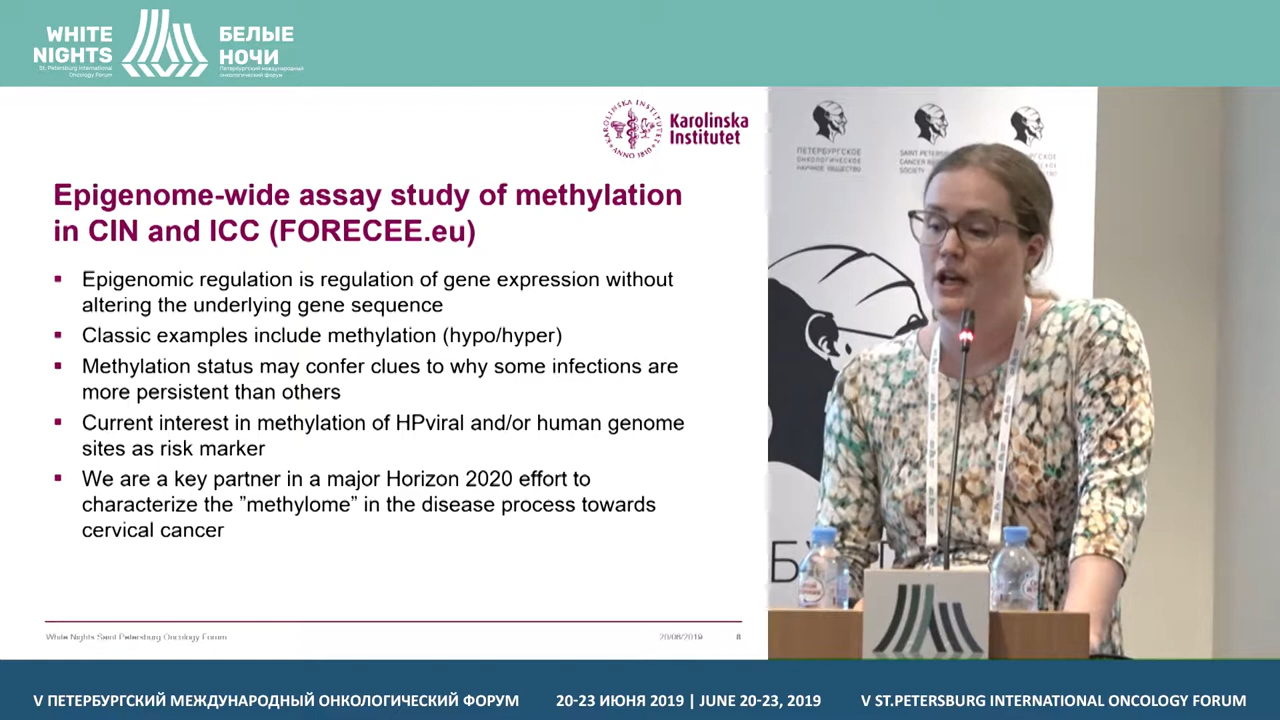 WHITE
NIGHTS
St. Petersburg International
Oncology Forum
БЕЛЫЕ
НОЧИ
Петербургский международный
онкологический форум
KAROLINSKA INSTITUTET
ANNO 1810
Karolinska
Institutet
Epigenome-wide assay study of methylation
in CIN and ICC (FORECEE.eu)
▪ Epigenomic regulation is regulation of gene expression without
altering the underlying gene sequence
▪ Classic examples include methylation (hypo/hyper)
▪ Methylation status may confer clues to why some infections are
more persistent than others
▪ Current interest in methylation of HPviral and/or human genome
sites as risk marker
▪ We are a key partner in a major Horizon 2020 effort to
characterize the ”methylome” in the disease process towards
cervical cancer
White Nights Saint Petersburg Oncology Forum
20/06/2019
8
ПЕТЕРБУРГСКОЕ
ОНКОЛОГИЧЕСКОЕ
НАУЧНОЕ ОБЩЕСТВО
SAINT PETERSB
CANCER
SOCIETY
V ПЕТЕРБУРГСКИЙ МЕЖДУНАРОДНЫЙ ОНКОЛОГИЧЕСКИЙ ФОРУМ
20-23 ИЮНЯ 2019 | JUNE 20-23, 2019
V ST.PETERSBURG INTERNATIONAL ONCOLOGY FORUM